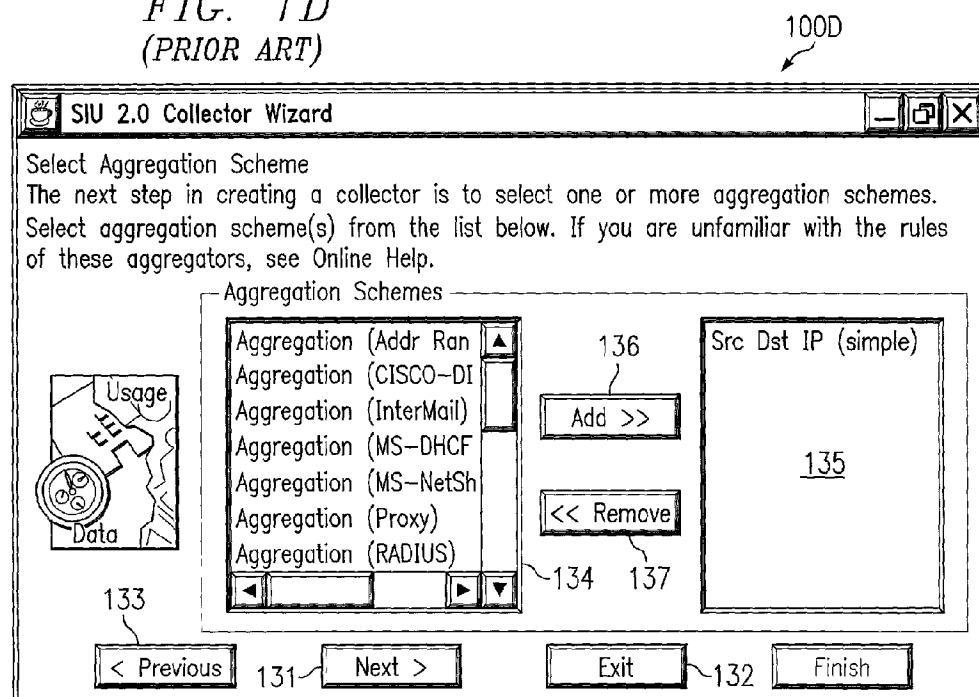 FIG. 1D
(PRIOR ART)
100D
SIU 2.0 Collector Wizard
Select Aggregation Scheme
The next step in creating a collector is to select one or more aggregation schemes.
Select aggregation scheme(s) from the list below. If you are unfamiliar with the rules
of these aggregators, see Online Help.
Aggregation Schemes
Aggregation (Addr Ran
Aggregation (CISCO-DI
Aggregation (InterMail)
Aggregation (MS-DHCF
Aggregation (MS-NetSh
Aggregation (Proxy)
Aggregation (RADIUS)
136
Add >>
<< Remove
134
137
Src Dst IP (simple)
135
Usage
Data
133
< Previous
131
Next >
Exit
132
Finish